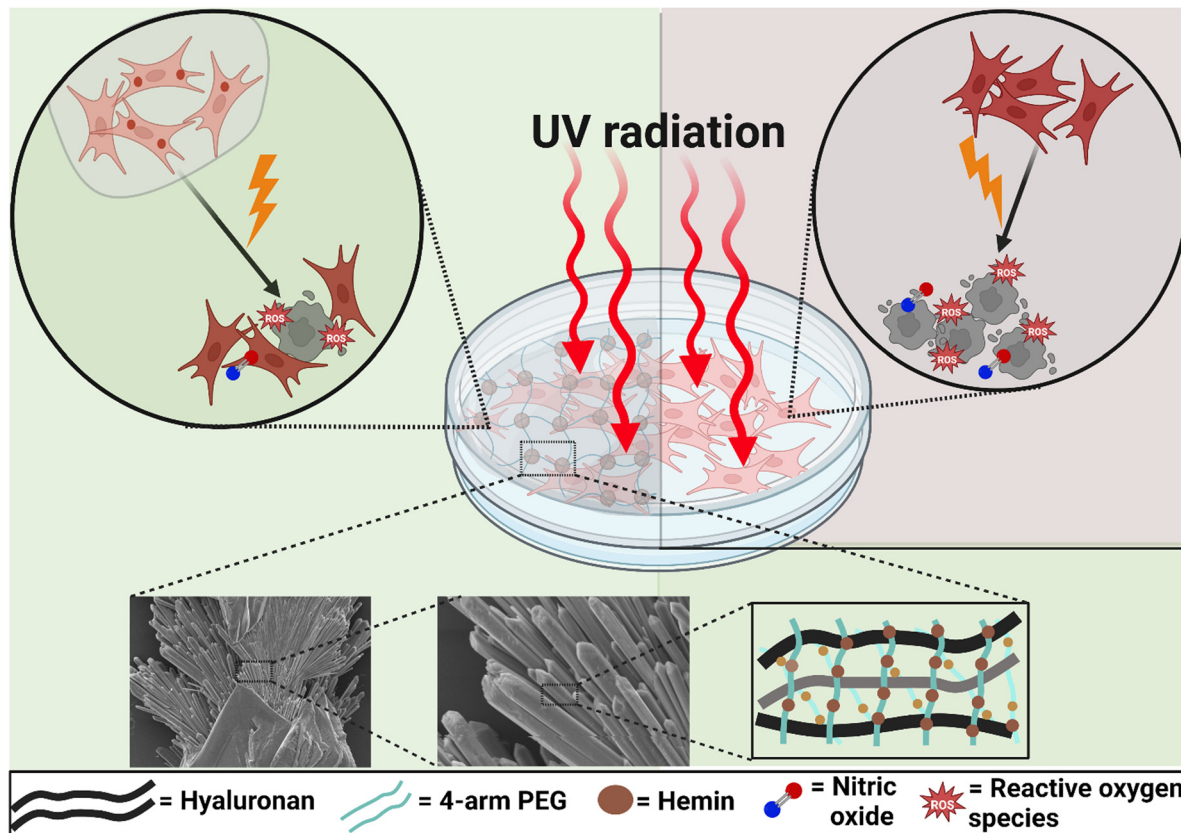 UV radiation
ROS
ROS
ROS
ROS
ROS
ROS
= Hyaluronan
= 4-arm PEG
= Hemin
= Nitric
oxide
ROS
= Reactive oxygen
species